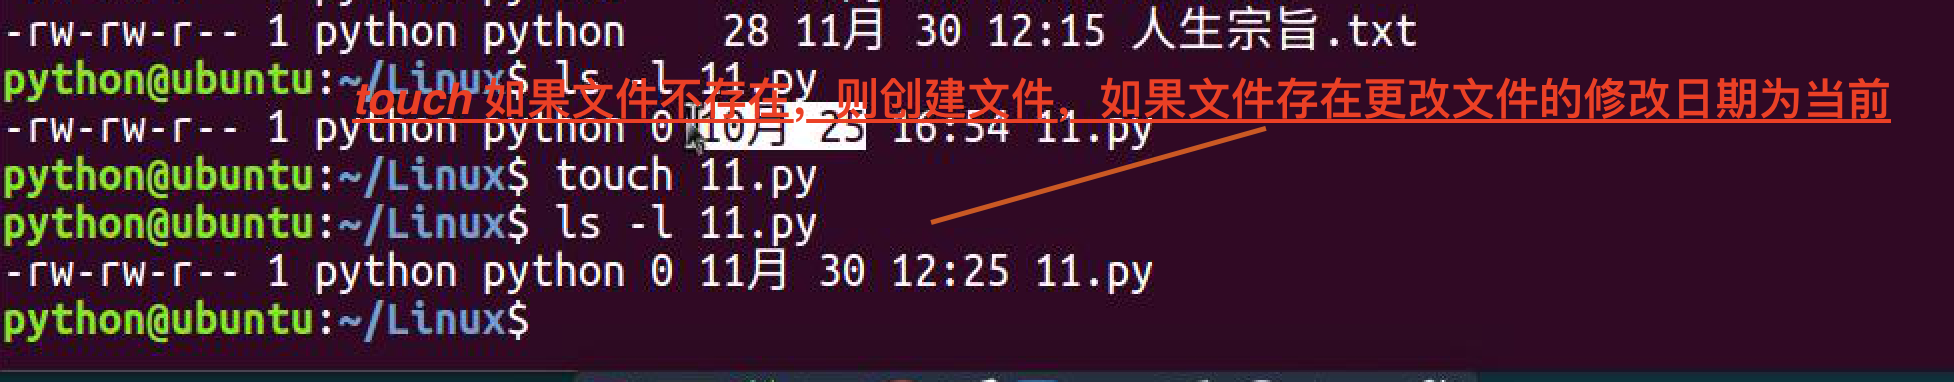 -rw-rw-r-- 1 python python    28 11月 30 12:15 人生宗旨.txt
python@ubuntu:~/Linux$ ls -l 11.py
touch 如果文件不存在，则创建文件，如果文件存在更改文件的修改日期为当前
-rw-rw-r-- 1 python python 0 10月 25 16:54 11.py
python@ubuntu:~/Linux$ touch 11.py
python@ubuntu:~/Linux$ ls -l 11.py
-rw-rw-r-- 1 python python 0 11月 30 12:25 11.py
python@ubuntu:~/Linux$